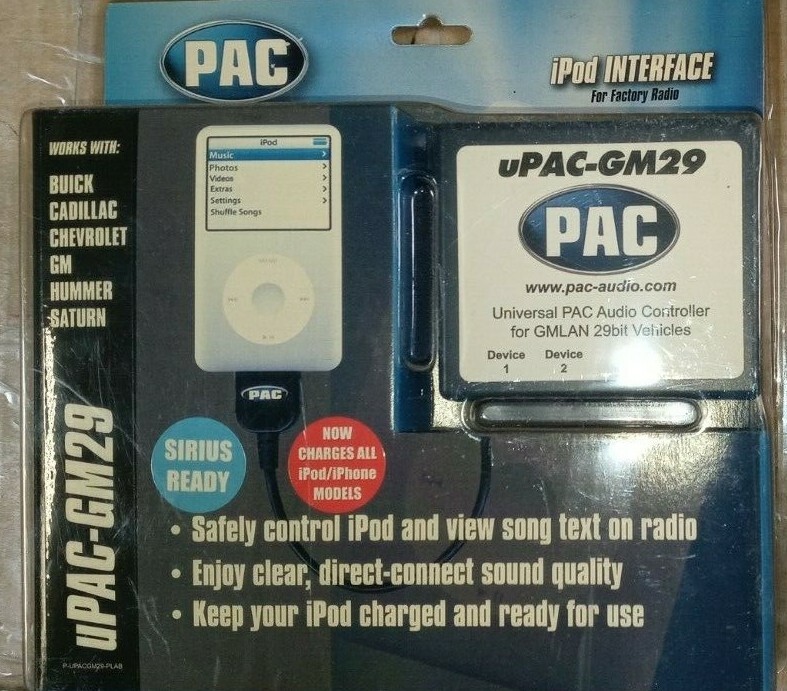 PAC
iPod INTERFACE
For Factory Radio
WORKS WITH:
BUICK
CADILLAC
CHEVROLET
GM
HUMMER
SATURN
uPAC-GM29
P-UPACGM29-PLAB
iPod
Music
Photos
Videos
Extras
Settings
Shuffle Songs
MENU
PAC
uPAC-GM29
PAC
www.pac-audio.com
Universal PAC Audio Controller
for GMLAN 29bit Vehicles
Device Device
1 2
SIRIUS
READY
NOW
CHARGES ALL
iPod/iPhone
MODELS
• Safely control iPod and view song text on radio
• Enjoy clear, direct-connect sound quality
• Keep your iPod charged and ready for use